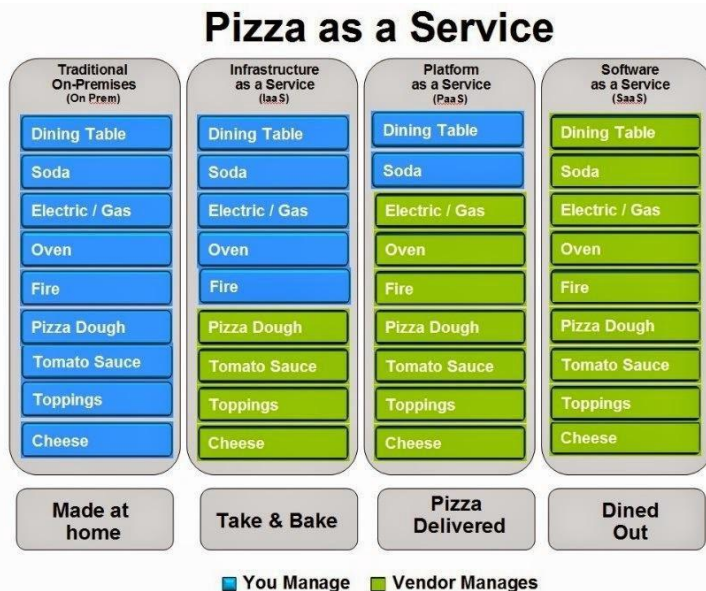 Pizza as a Service
Traditional
On-Premises
(On Prem)
Dining Table
Soda
Electric / Gas
Oven
Fire
Pizza Dough
Tomato Sauce
Toppings
Cheese
Made at
home
Infrastructure
as a Service
(IaaS)
Dining Table
Soda
Electric / Gas
Oven
Fire
Pizza Dough
Tomato Sauce
Toppings
Cheese
Take & Bake
Platform
as a Service
(PaaS)
Dining Table
Soda
Electric / Gas
Oven
Fire
Pizza Dough
Tomato Sauce
Toppings
Cheese
Pizza
Delivered
Software
as a Service
(SaaS)
Dining Table
Soda
Electric / Gas
Oven
Fire
Pizza Dough
Tomato Sauce
Toppings
Cheese
Dined
Out
You Manage
Vendor Manages